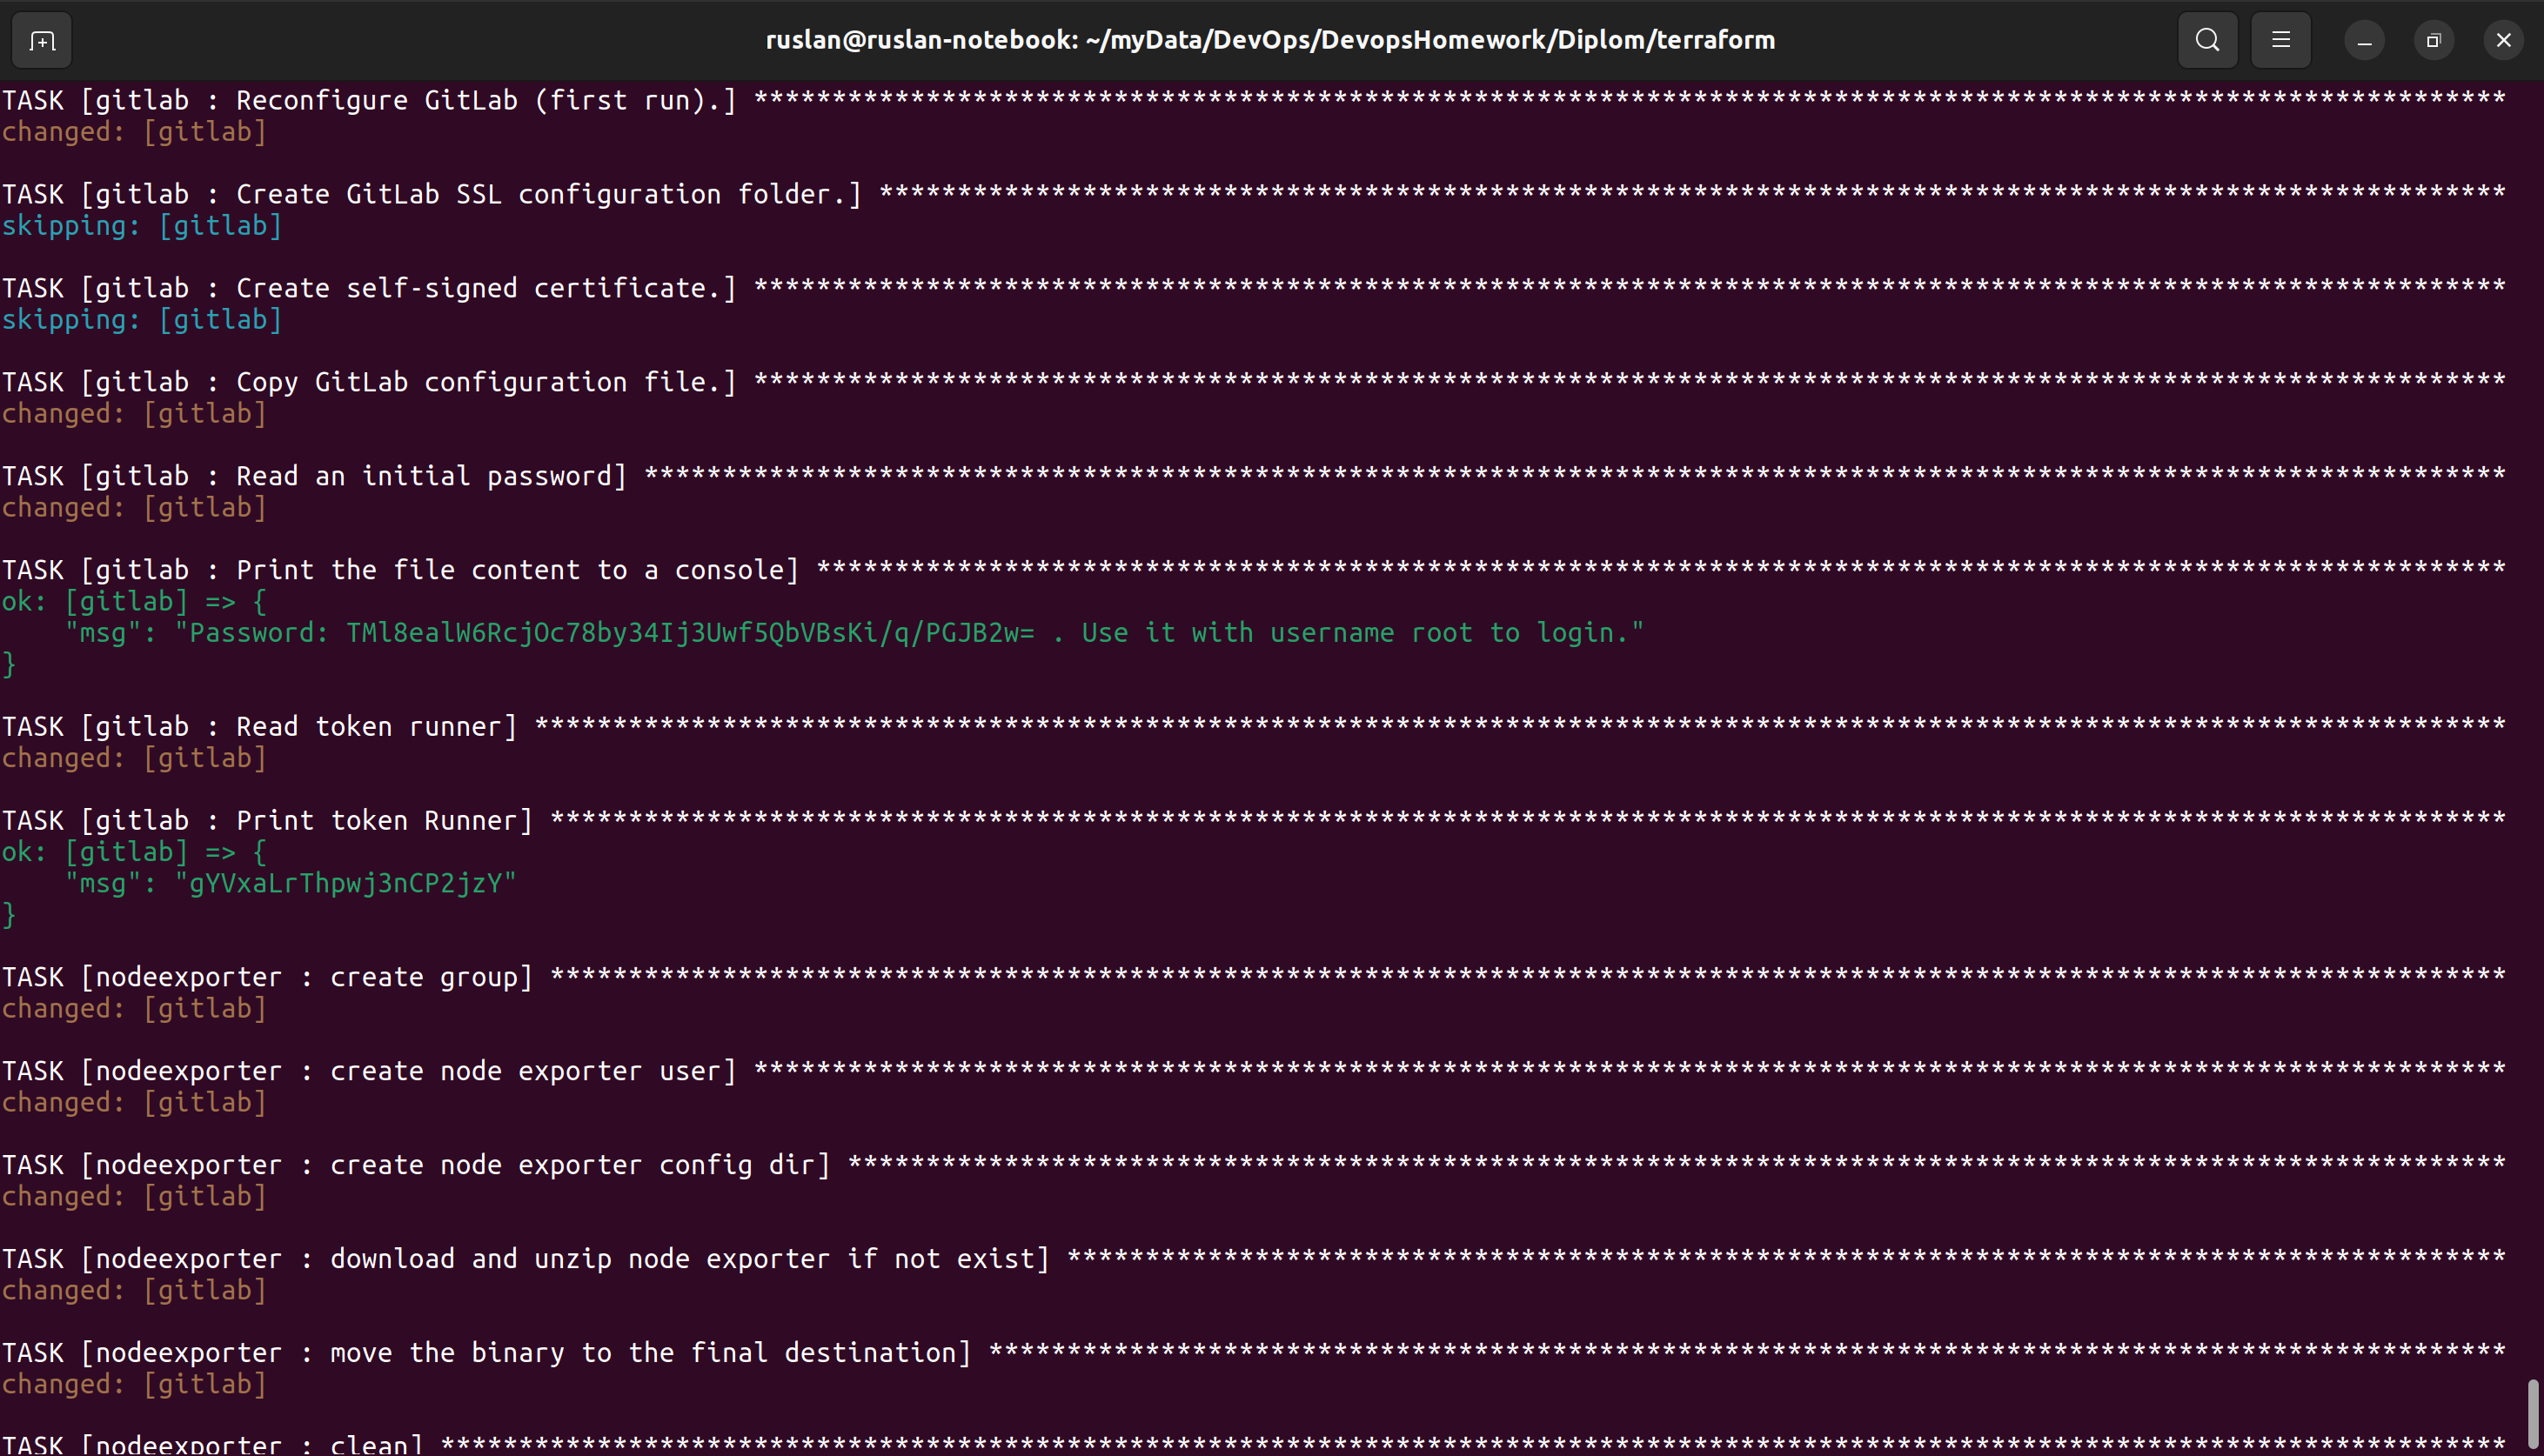 ruslan@ruslan-notebook: ~/myData/DevOps/DevopsHomework/Diplom/terraform
TASK [gitlab : Reconfigure GitLab (first run).] ****************************************************************************************************************
changed: [gitlab]
TASK [gitlab : Create GitLab SSL configuration folder.] ********************************************************************************************************
skipping: [gitlab]
TASK [gitlab : Create self-signed certificate.] ****************************************************************************************************************
skipping: [gitlab]
TASK [gitlab : Copy GitLab configuration file.] ****************************************************************************************************************
changed: [gitlab]
TASK [gitlab : Read an initial password] ***********************************************************************************************************************
changed: [gitlab]
TASK [gitlab : Print the file content to a console] ************************************************************************************************************
ok: [gitlab] => {
    "msg": "Password: TMl8ealW6RcjOc78by34Ij3Uwf5QbVBsKi/q/PGJB2w= . Use it with username root to login."
}
TASK [gitlab : Read token runner] ******************************************************************************************************************************
changed: [gitlab]
TASK [gitlab : Print token Runner] *****************************************************************************************************************************
ok: [gitlab] => {
    "msg": "gYVxaLrThpwj3nCP2jzY"
}
TASK [nodeexporter : create group] *****************************************************************************************************************************
changed: [gitlab]
TASK [nodeexporter : create node exporter user] ****************************************************************************************************************
changed: [gitlab]
TASK [nodeexporter : create node exporter config dir] **********************************************************************************************************
changed: [gitlab]
TASK [nodeexporter : download and unzip node exporter if not exist] ********************************************************************************************
changed: [gitlab]
TASK [nodeexporter : move the binary to the final destination] *************************************************************************************************
changed: [gitlab]
TASK [nodeexporter : clean] ************************************************************************************************************************************